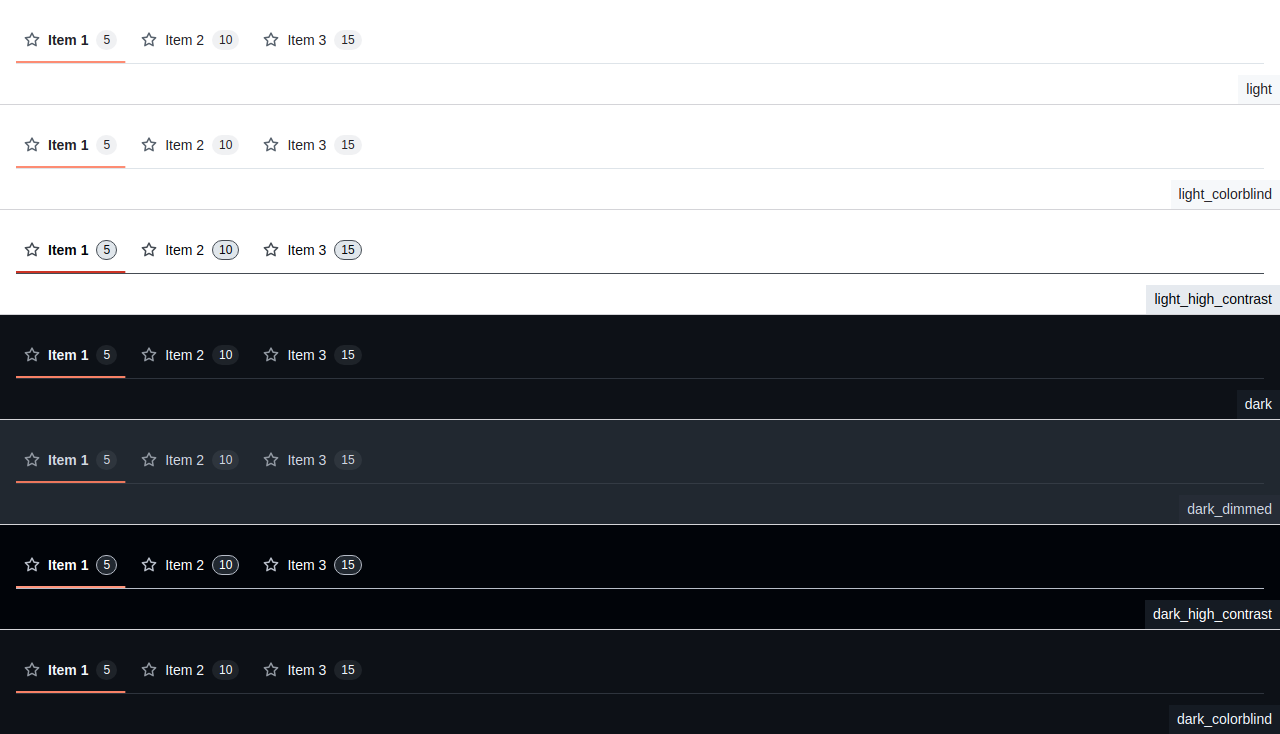 Item 1 5 Item 2 10 Item 3 15
light
Item 1 5 Item 2 10 Item 3 15
light_colorblind
Item 1 5 Item 2 10 Item 3 15
light_high_contrast
Item 1 5 Item 2 10 Item 3 15
dark
Item 1 5 Item 2 10 Item 3 15
dark_dimmed
Item 1 5 Item 2 10 Item 3 15
dark_high_contrast
Item 1 5 Item 2 10 Item 3 15
dark_colorblind